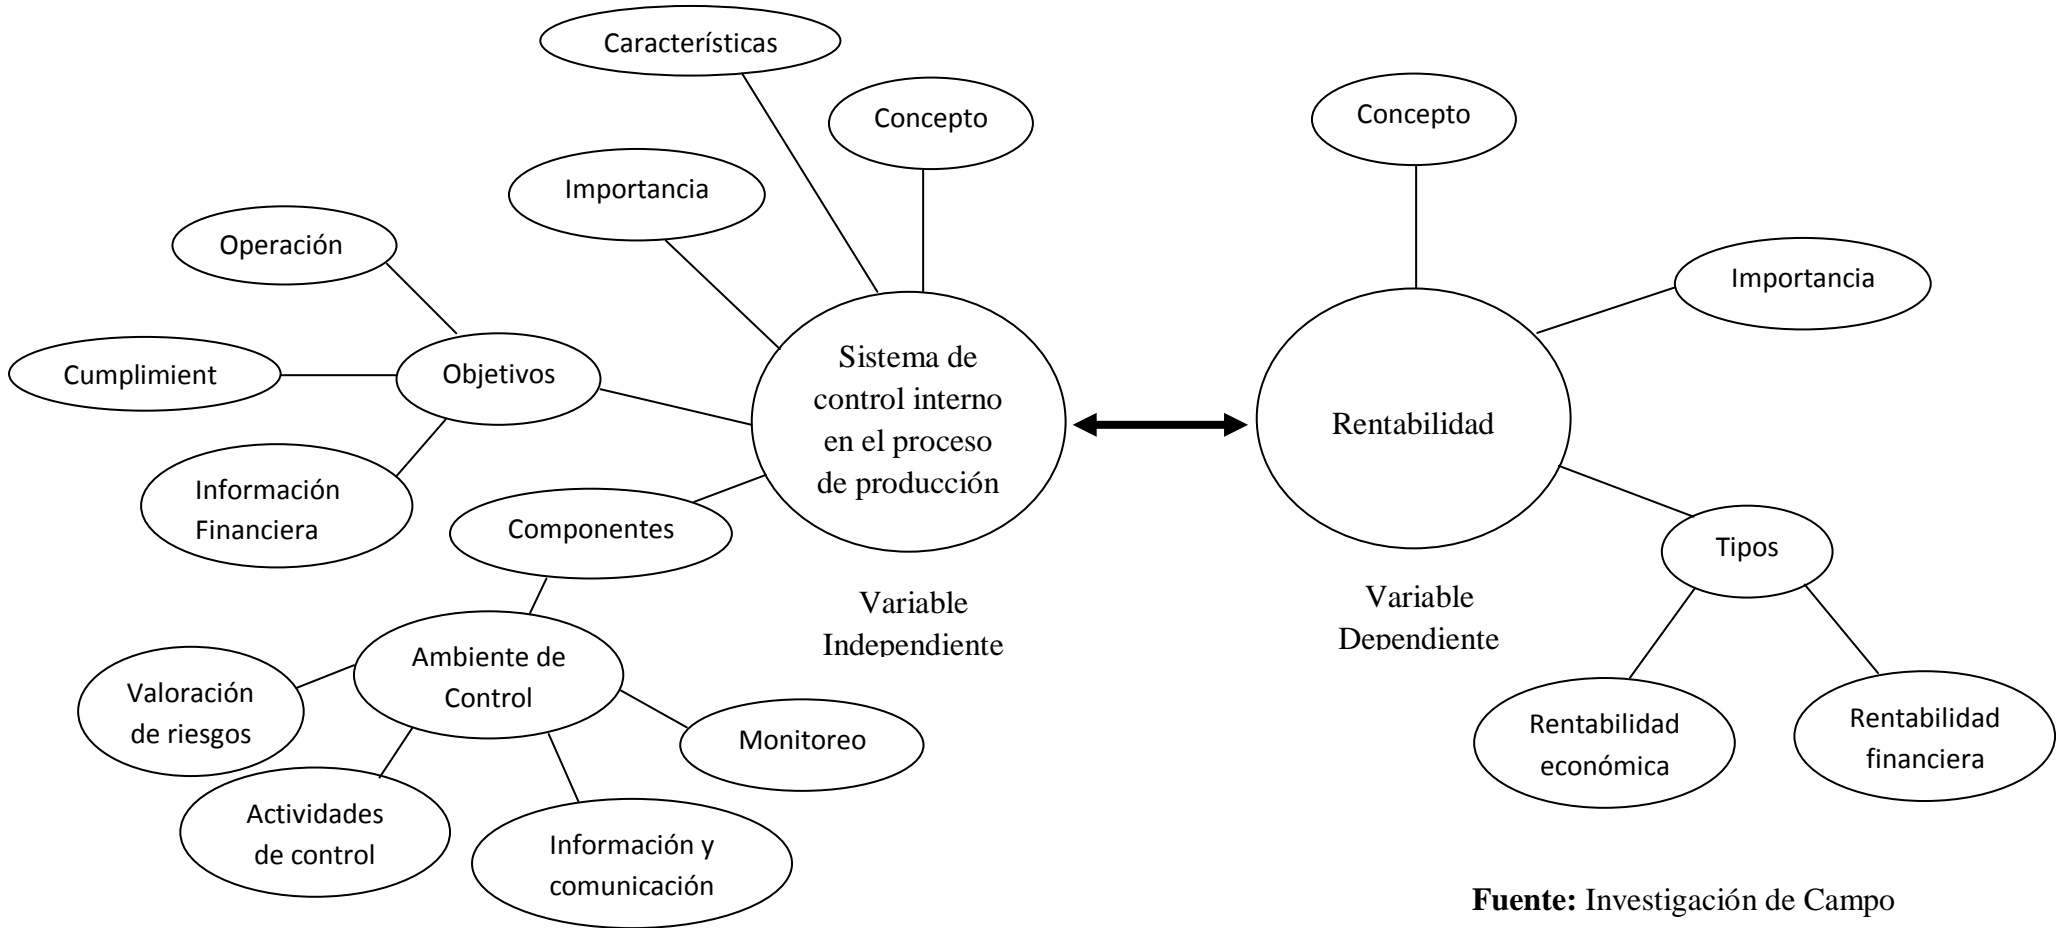 Características
Concepto
Importancia
Operación
Cumplimient
Objetivos
Información
Financiera
Sistema de
control interno
en el proceso
de producción
Componentes
Variable
Independiente
Ambiente de
Control
Valoración
de riesgos
Actividades
de control
Información y
comunicación
Monitoreo
Concepto
Importancia
Rentabilidad
Variable
Dependiente
Tipos
Rentabilidad
económica
Rentabilidad
financiera
Fuente: Investigación de Campo